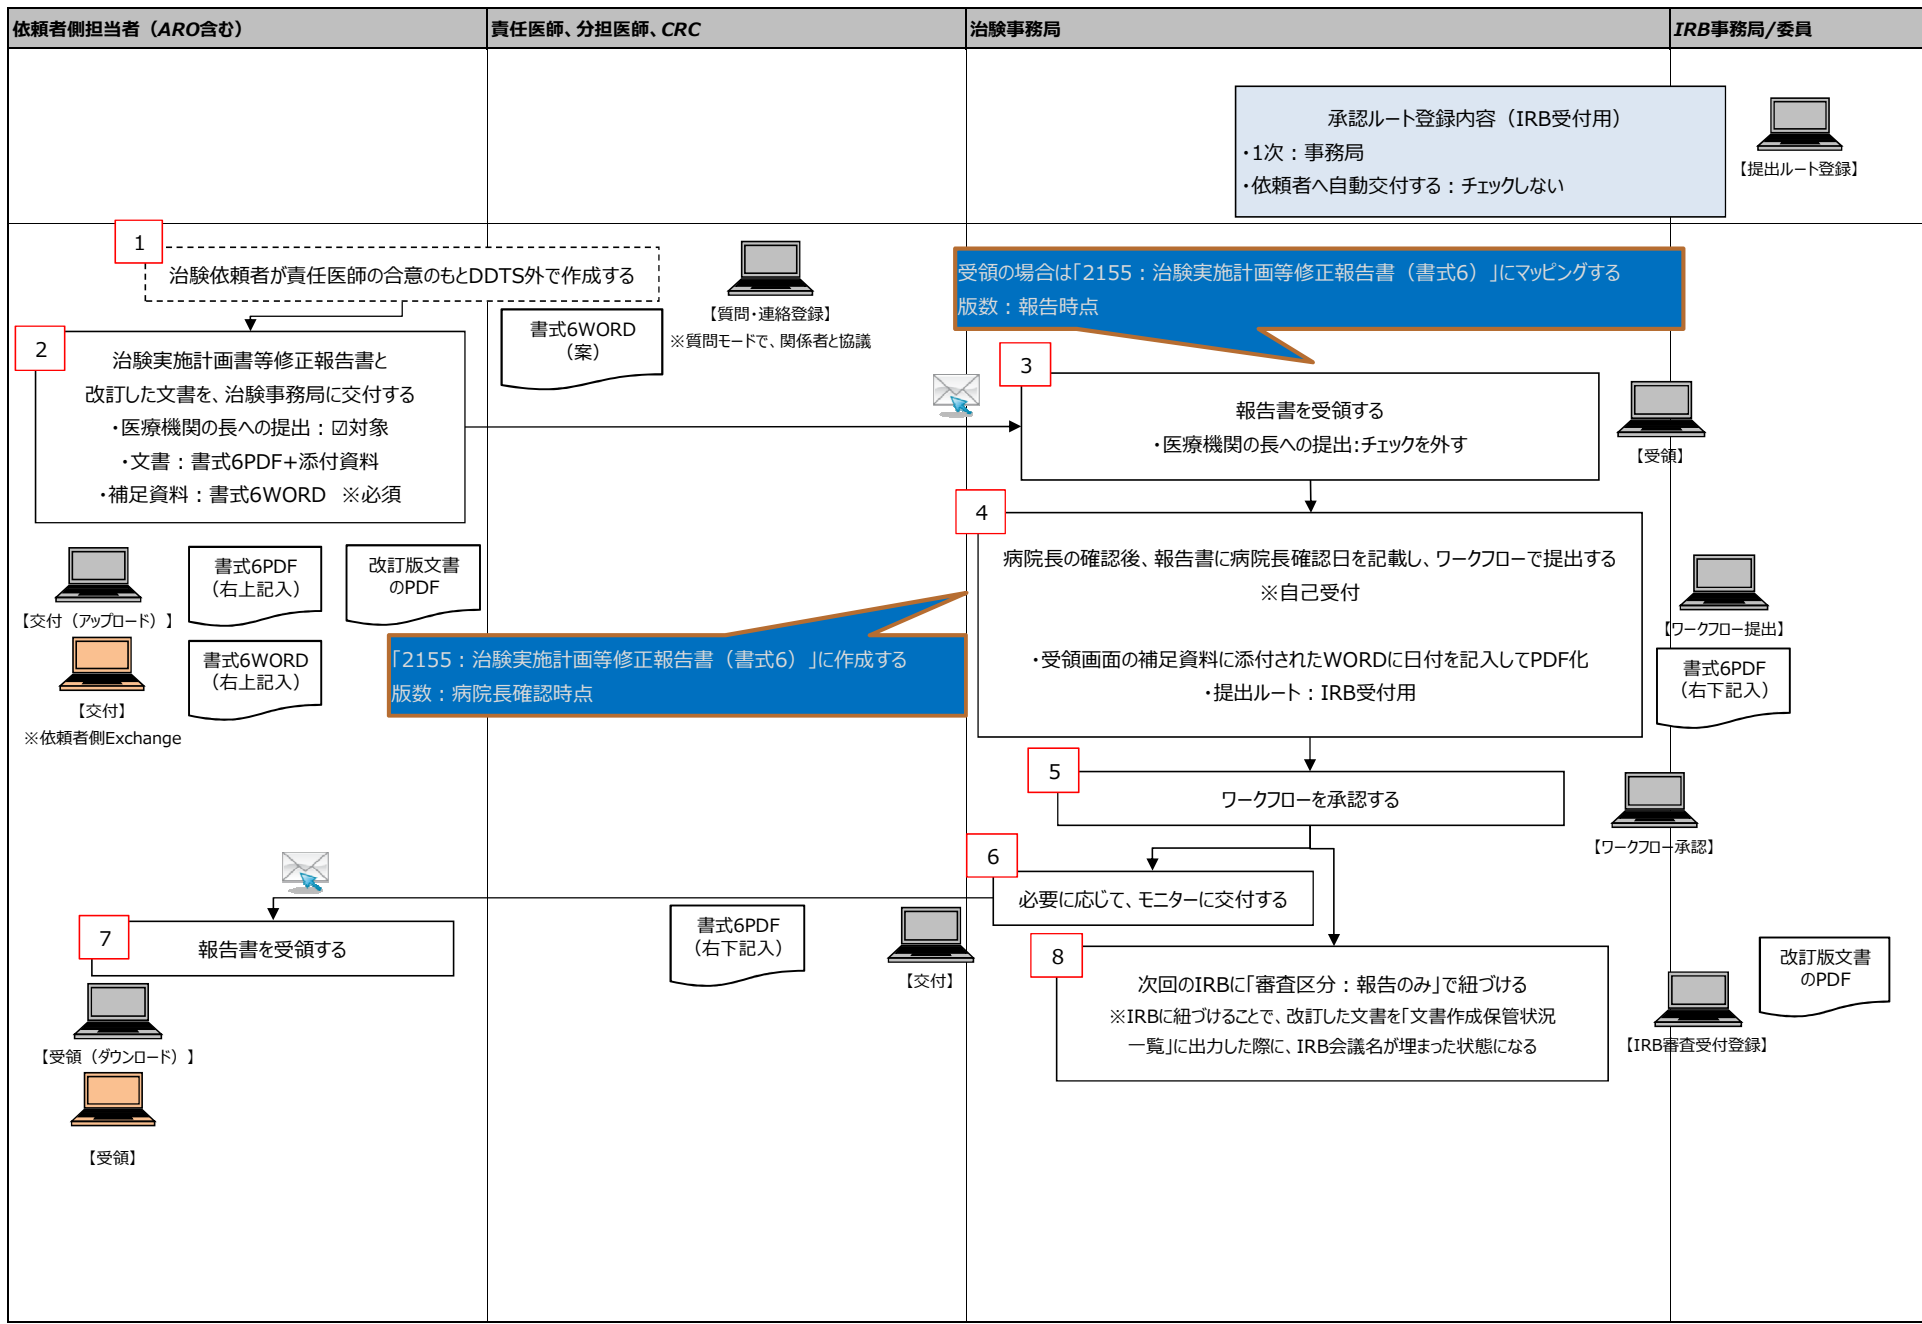 依頼者側担当者（ARO含む）
責任医師、分担医師、CRC
治験事務局
IRB事務局/委員
承認ルート登録内容（IRB受付用）
・1次：事務局
・依頼者へ自動交付する：チェックしない
【提出ルート登録】
1
治験依頼者が責任医師の合意のもとDDTS外で作成する
【質問・連絡登録】
※質問モードで、関係者と協議
書式6WORD
（案）
受領の場合は「2155：治験実施計画等修正報告書（書式6）」にマッピングする
版数：報告時点
2
治験実施計画書等修正報告書と
改訂した文書を、治験事務局に交付する
・医療機関の長への提出：☑対象
・文書：書式6PDF+添付資料
・補足資料：書式6WORD　※必須
3
報告書を受領する
・医療機関の長への提出:チェックを外す
【受領】
4
病院長の確認後、報告書に病院長確認日を記載し、ワークフローで提出する
※自己受付
・受領画面の補足資料に添付されたWORDに日付を記入してPDF化
・提出ルート：IRB受付用
【ワークフロー提出】
書式6PDF
（右下記入）
【交付（アップロード）】
書式6PDF
（右上記入）
改訂版文書
のPDF
【交付】
※依頼者側Exchange
書式6WORD
（右上記入）
「2155：治験実施計画等修正報告書（書式6）」に作成する
版数：病院長確認時点
5
ワークフローを承認する
【ワークフロー承認】
6
必要に応じて、モニターに交付する
書式6PDF
（右下記入）
【交付】
7
報告書を受領する
【受領（ダウンロード）】
【受領】
8
次回のIRBに「審査区分：報告のみ」で紐づける
※IRBに紐づけることで、改訂した文書を「文書作成保管状況
一覧」に出力した際に、IRB会議名が埋まった状態になる
【IRB審査受付登録】
改訂版文書
のPDF